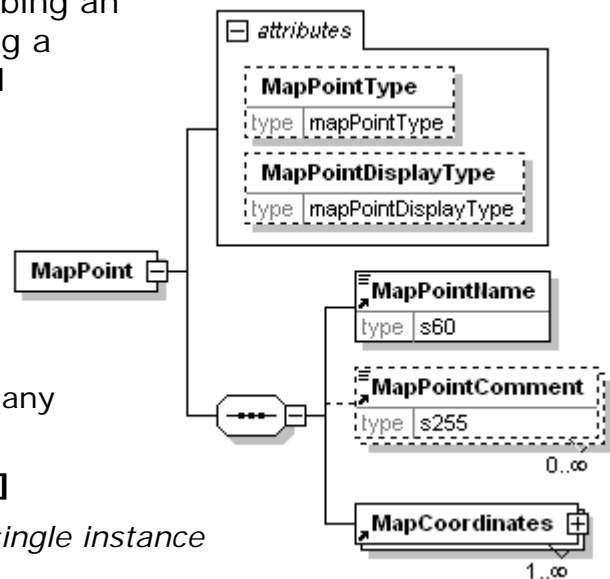 bing an
g a
attributes
MapPointType
type mapPointType
MapPointDisplayType
type mapPointDisplayType
MapPoint
MapPointName
type s60
any
MapPointComment
type s255
0..∞
]
single instance
MapCoordinates
1..∞